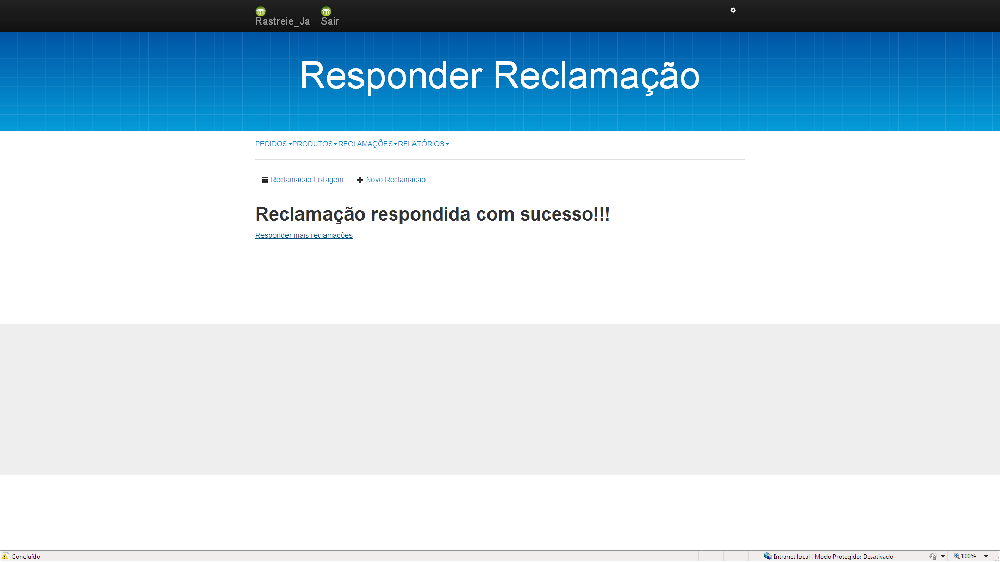 Rastreie_Ja Sair
Responder Reclamação
PEDIDOS PRODUTOS RECLAMAÇÕES RELATÓRIOS
Reclamacao Listagem Novo Reclamacao
Reclamação respondida com sucesso!!!
Responder mais reclamações
Concluído Intranet local | Modo Protegido: Desativado 100%